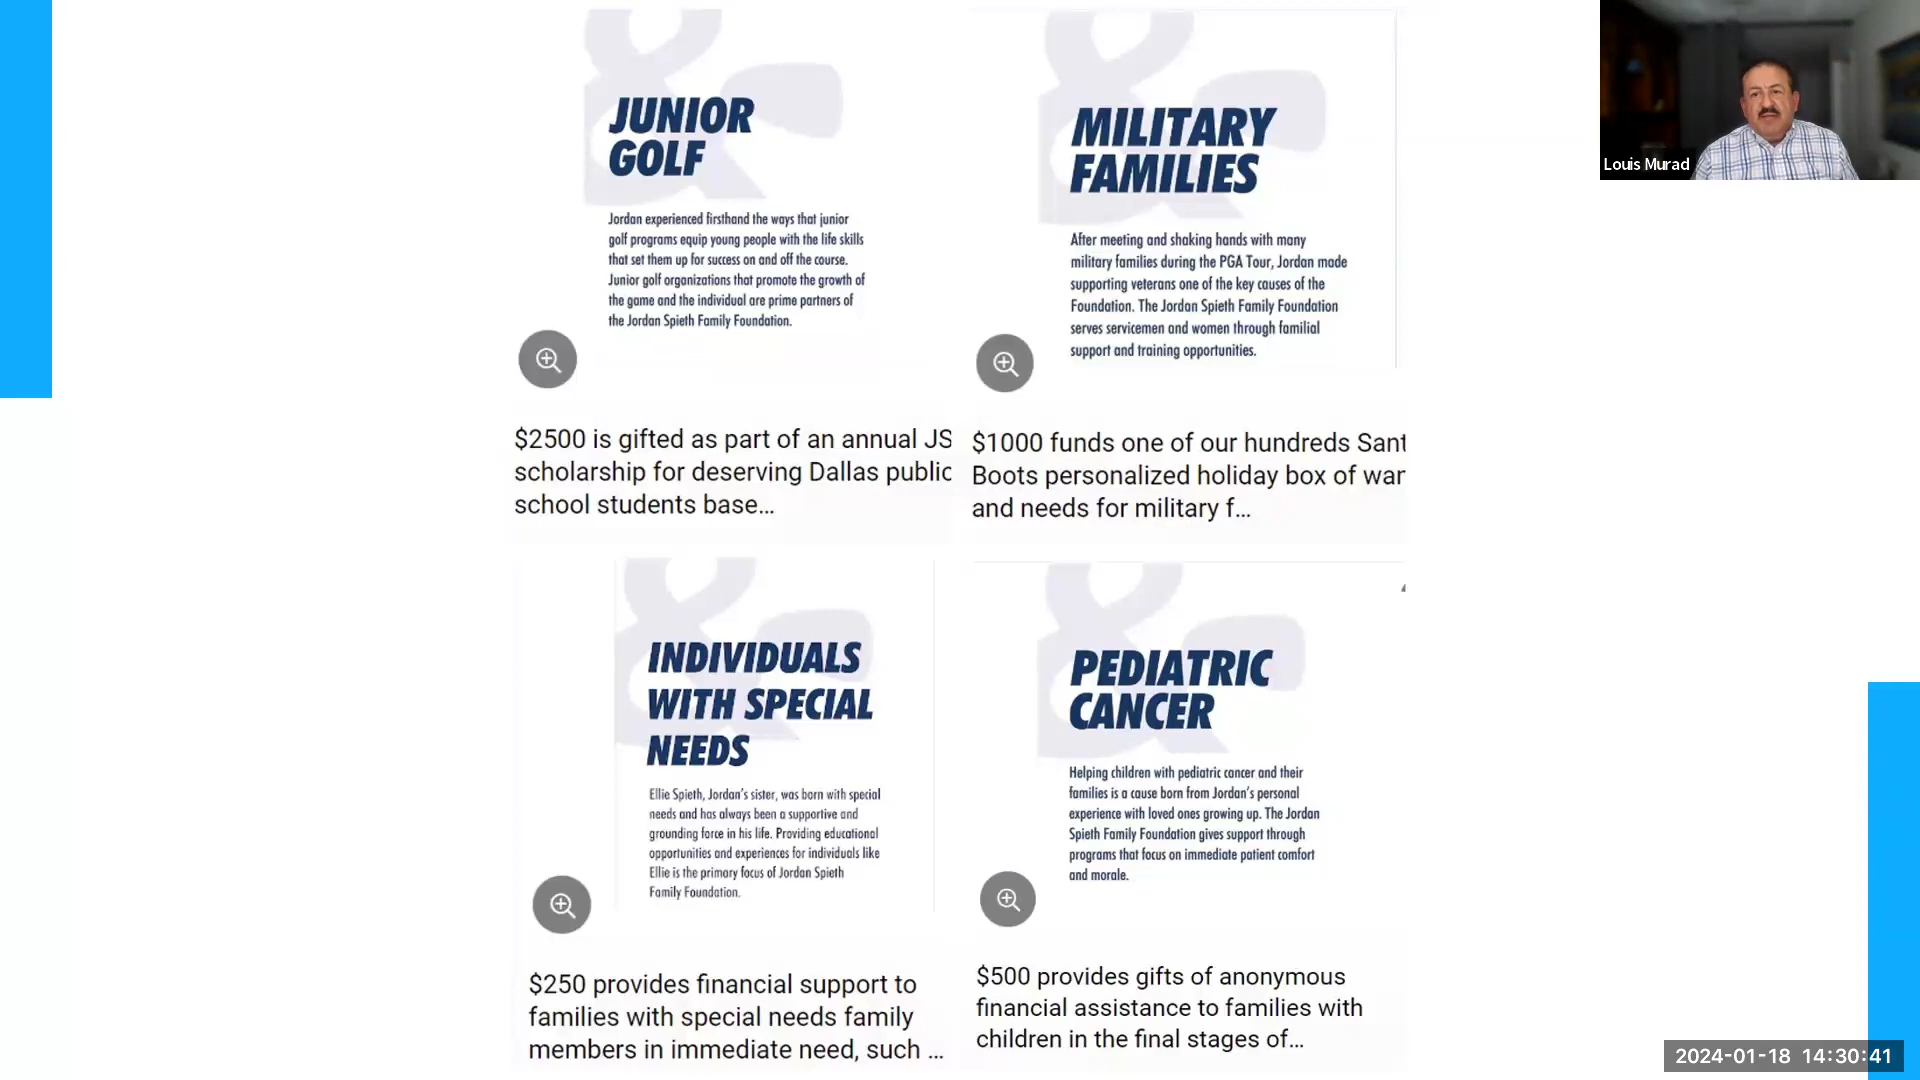 JUNIOR
GOLF
Jordan experienced firsthand the ways that junior
golf programs equip young people with the life skills
that set them up for success on and off the course.
Junior golf organizations that promote the growth of
the game and the individual are prime partners of
the Jordan Spieth Family Foundation.
$2500 is gifted as part of an annual JS
scholarship for deserving Dallas public
school students base...
MILITARY
FAMILIES
After meeting and shaking hands with many
military families during the PGA Tour, Jordan made
supporting veterans one of the key causes of the
Foundation. The Jordan Spieth Family Foundation
serves servicemen and women through familial
support and training opportunities.
$1000 funds one of our hundreds Sant
Boots personalized holiday box of war
and needs for military f...
INDIVIDUALS
WITH SPECIAL
NEEDS
Ellie Spieth, Jordan's sister, was born with special
needs and has always been a supportive and
grounding force in his life. Providing educational
opportunities and experiences for individuals like
Ellie is the primary focus of Jordan Spieth
Family Foundation.
$250 provides financial support to
families with special needs family
members in immediate need, such ...
PEDIATRIC
CANCER
Helping children with pediatric cancer and their
families is a cause born from Jordan's personal
experience with loved ones growing up. The Jordan
Spieth Family Foundation gives support through
programs that focus on immediate patient comfort
and morale.
$500 provides gifts of anonymous
financial assistance to families with
children in the final stages of...
Louis Murad
2024-01-18 14:30:41